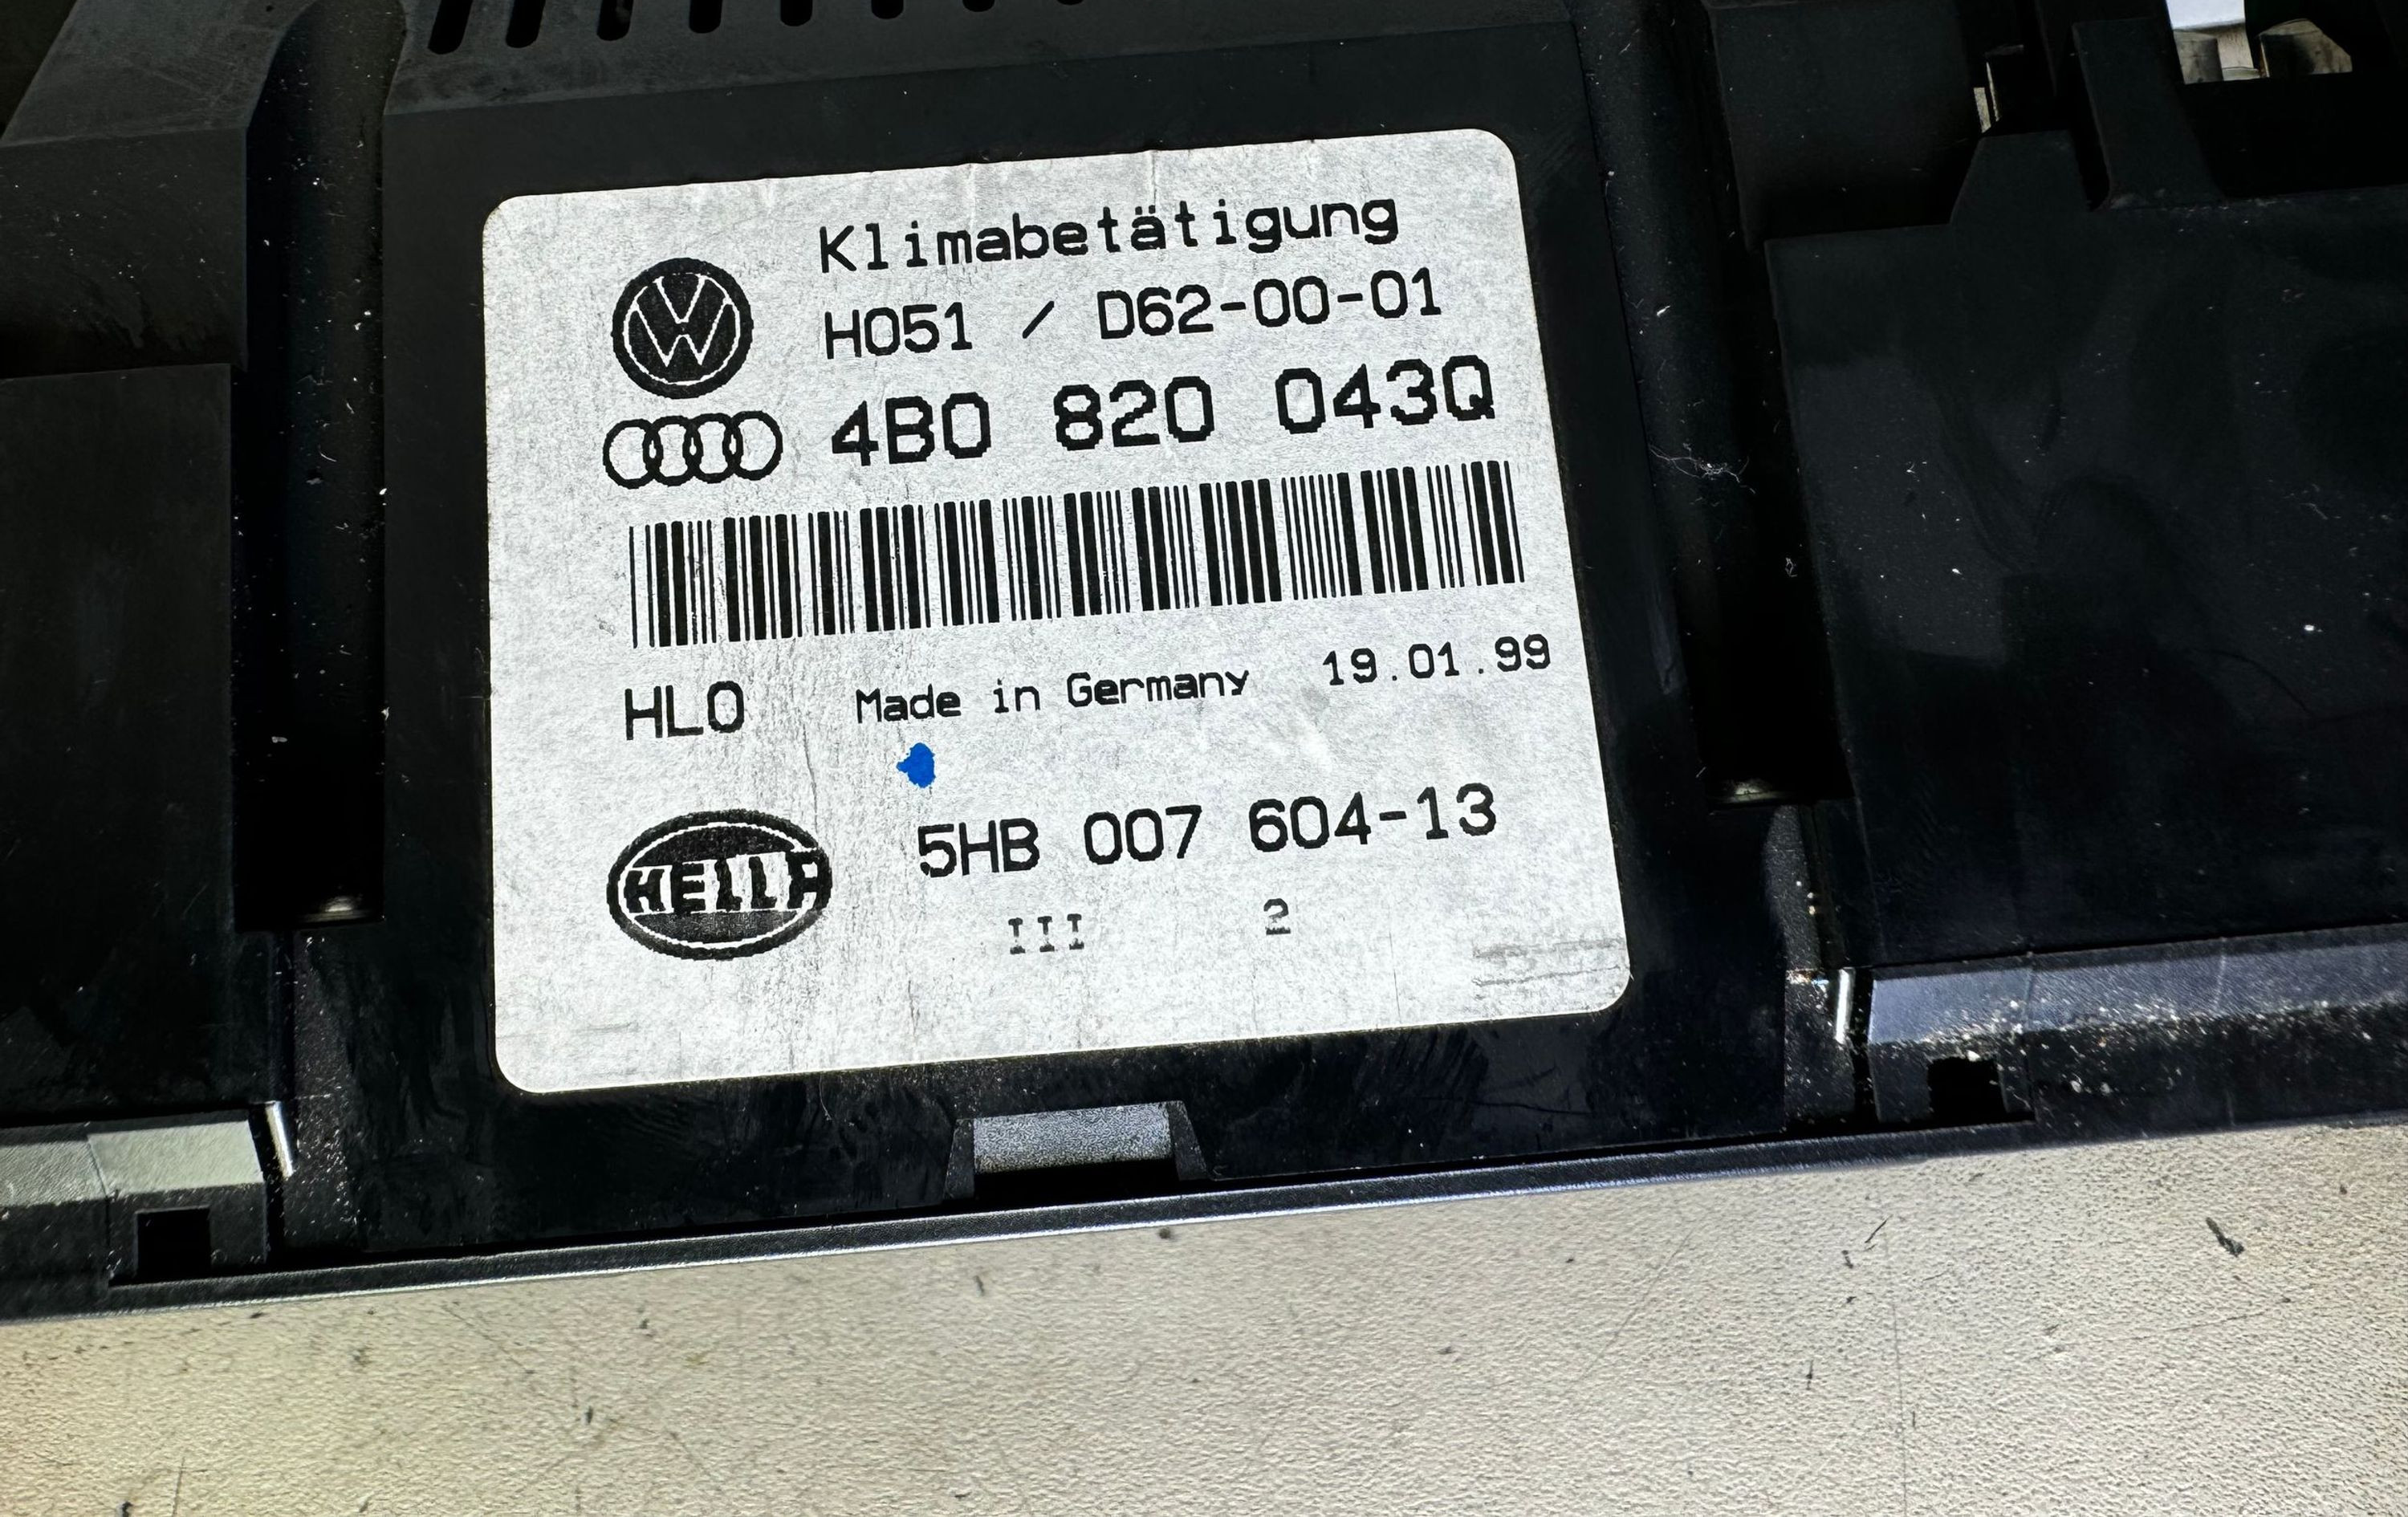 Klimabetätigung
H051 / D62-00-01
4B0 820 043Q
HLO Made in Germany 19.01.99
HELLA 5HB 007 604-13
III 2